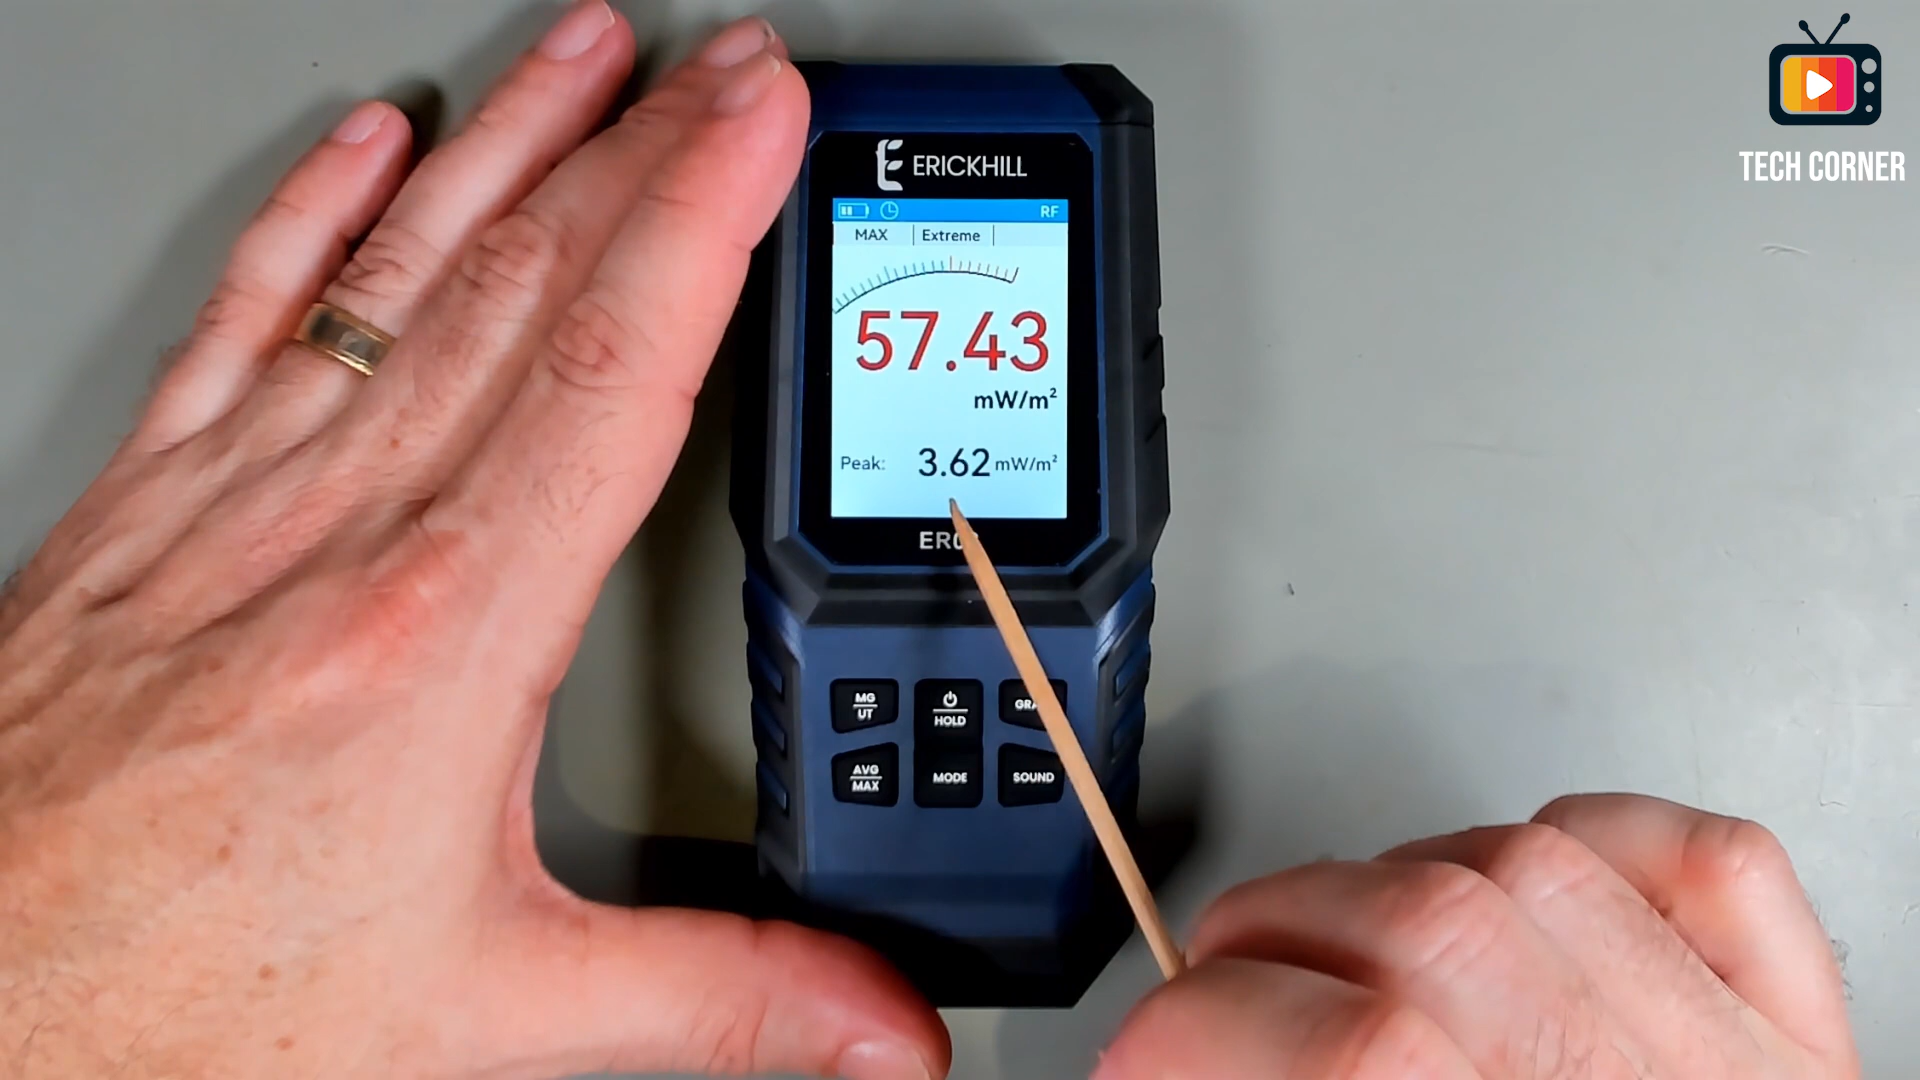 TECH CORNER
ERICKHILL
RF
MAX Extreme
57.43
mW/m²
Peak: 3.62 mW/m²
MG
UT
HOLD
AVG
MAX
MODE
SOUND